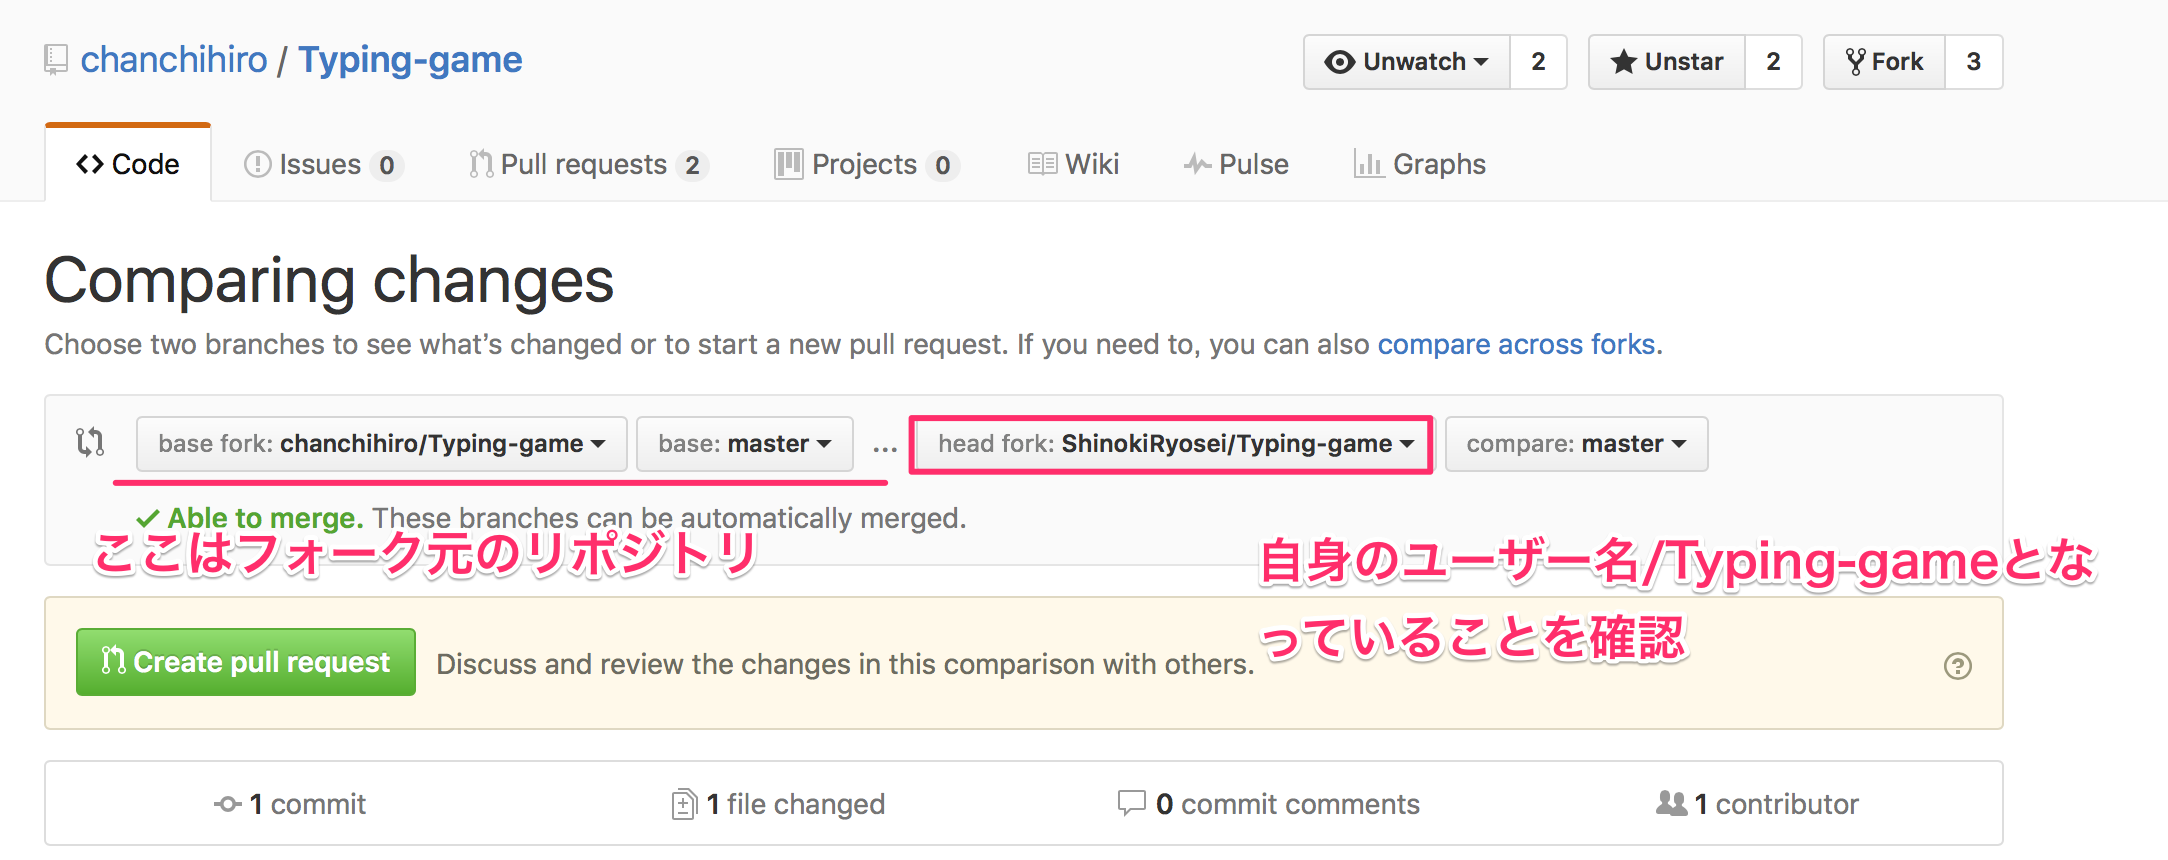 chanchihiro / Typing-game
Unwatch 2
Unstar 2
Fork 3
Code
Issues 0
Pull requests 2
Projects 0
Wiki
Pulse
Graphs
Comparing changes
Choose two branches to see what's changed or to start a new pull request. If you need to, you can also compare across forks.
base fork: chanchihiro/Typing-game
base: master
...
head fork: ShinokiRyosei/Typing-game
compare: master
Able to merge. These branches can be automatically merged.
ここはフォーク元のリポジトリ
自身のユーザー名/Typing-gameとな
っていることを確認
Create pull request
Discuss and review the changes in this comparison with others.
1 commit
1 file changed
0 commit comments
1 contributor